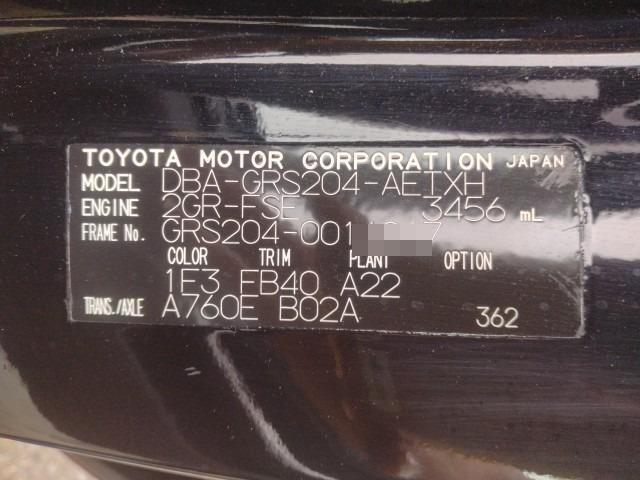 TOYOTA MOTOR CORPORATION JAPAN
MODEL DBA-GRS204-AETXH
ENGINE 2GR-FSE 3456 mL
FRAME No. GRS204-001
COLOR TRIM PLANT OPTION
1E3 FB40 A22
TRANS./AXLE A760E B02A 362